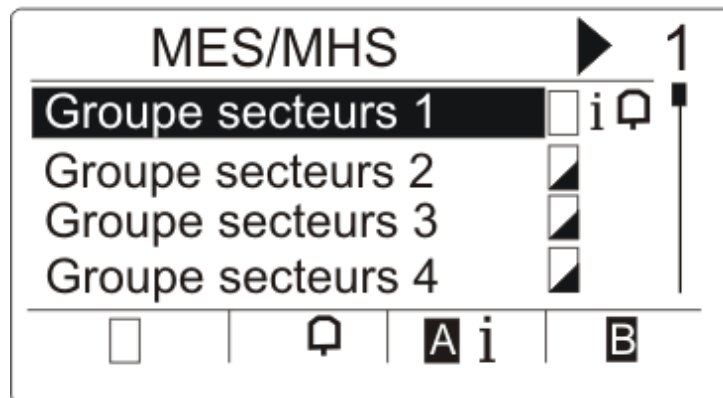 MES/MHS 1
Groupe secteurs 1 i
Groupe secteurs 2
Groupe secteurs 3
Groupe secteurs 4
A i B